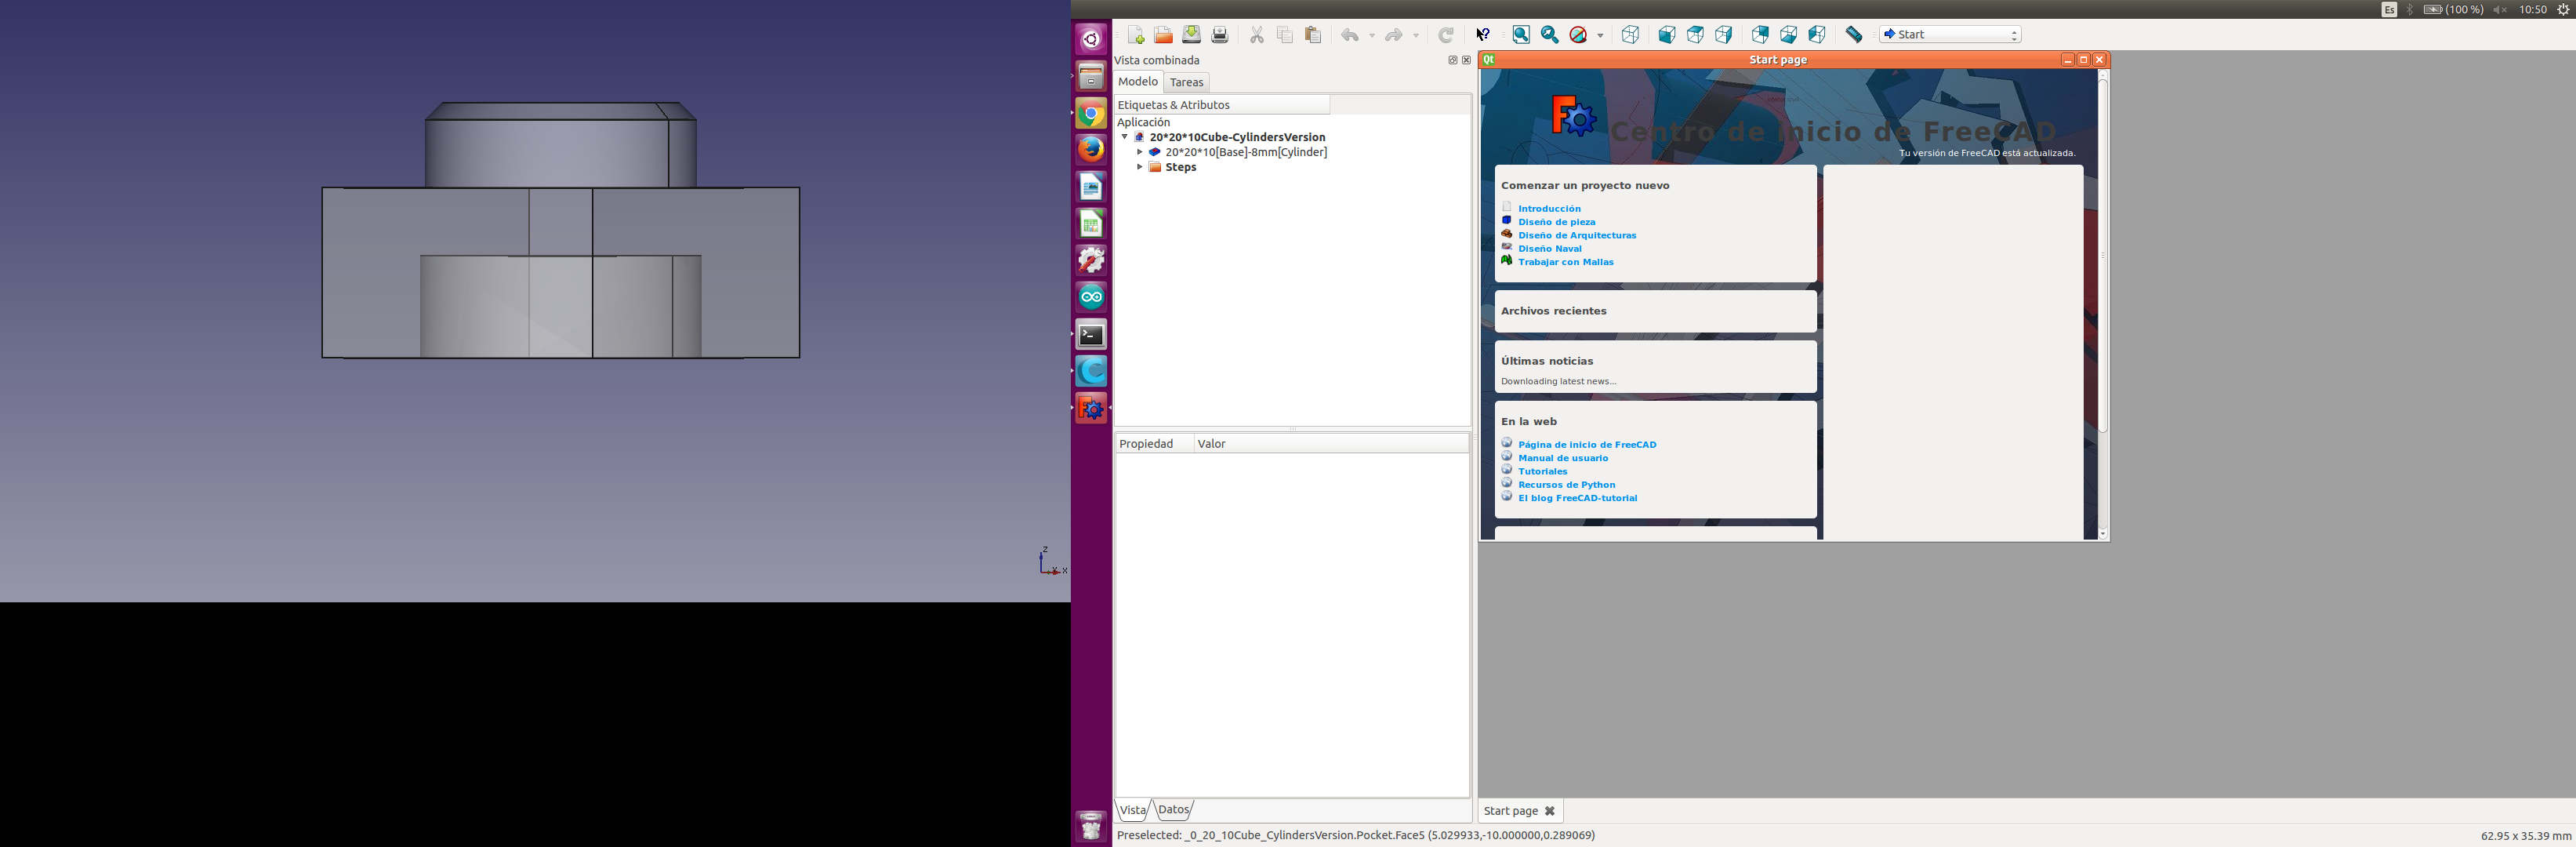 Es (100 %) 10:50
Start
Vista combinada
Qt Start page
Modelo Tareas
Etiquetas & Atributos
Aplicación
20*20*10Cube-CylindersVersion
20*20*10[Base]-8mm[Cylinder]
Steps
Centro de inicio de FreeCAD
Tu versión de FreeCAD está actualizada.
Comenzar un proyecto nuevo
Introducción
Diseño de pieza
Diseño de Arquitecturas
Diseño Naval
Trabajar con Mallas
Archivos recientes
Últimas noticias
Downloading latest news...
En la web
Página de inicio de FreeCAD
Manual de usuario
Tutoriales
Recursos de Python
El blog FreeCAD-tutorial
Propiedad Valor
z
y x
Vista Datos
Start page
Preselected: _0_20_10Cube_CylindersVersion.Pocket.Face5 (5.029933,-10.000000,0.289069)
62.95 x 35.39 mm